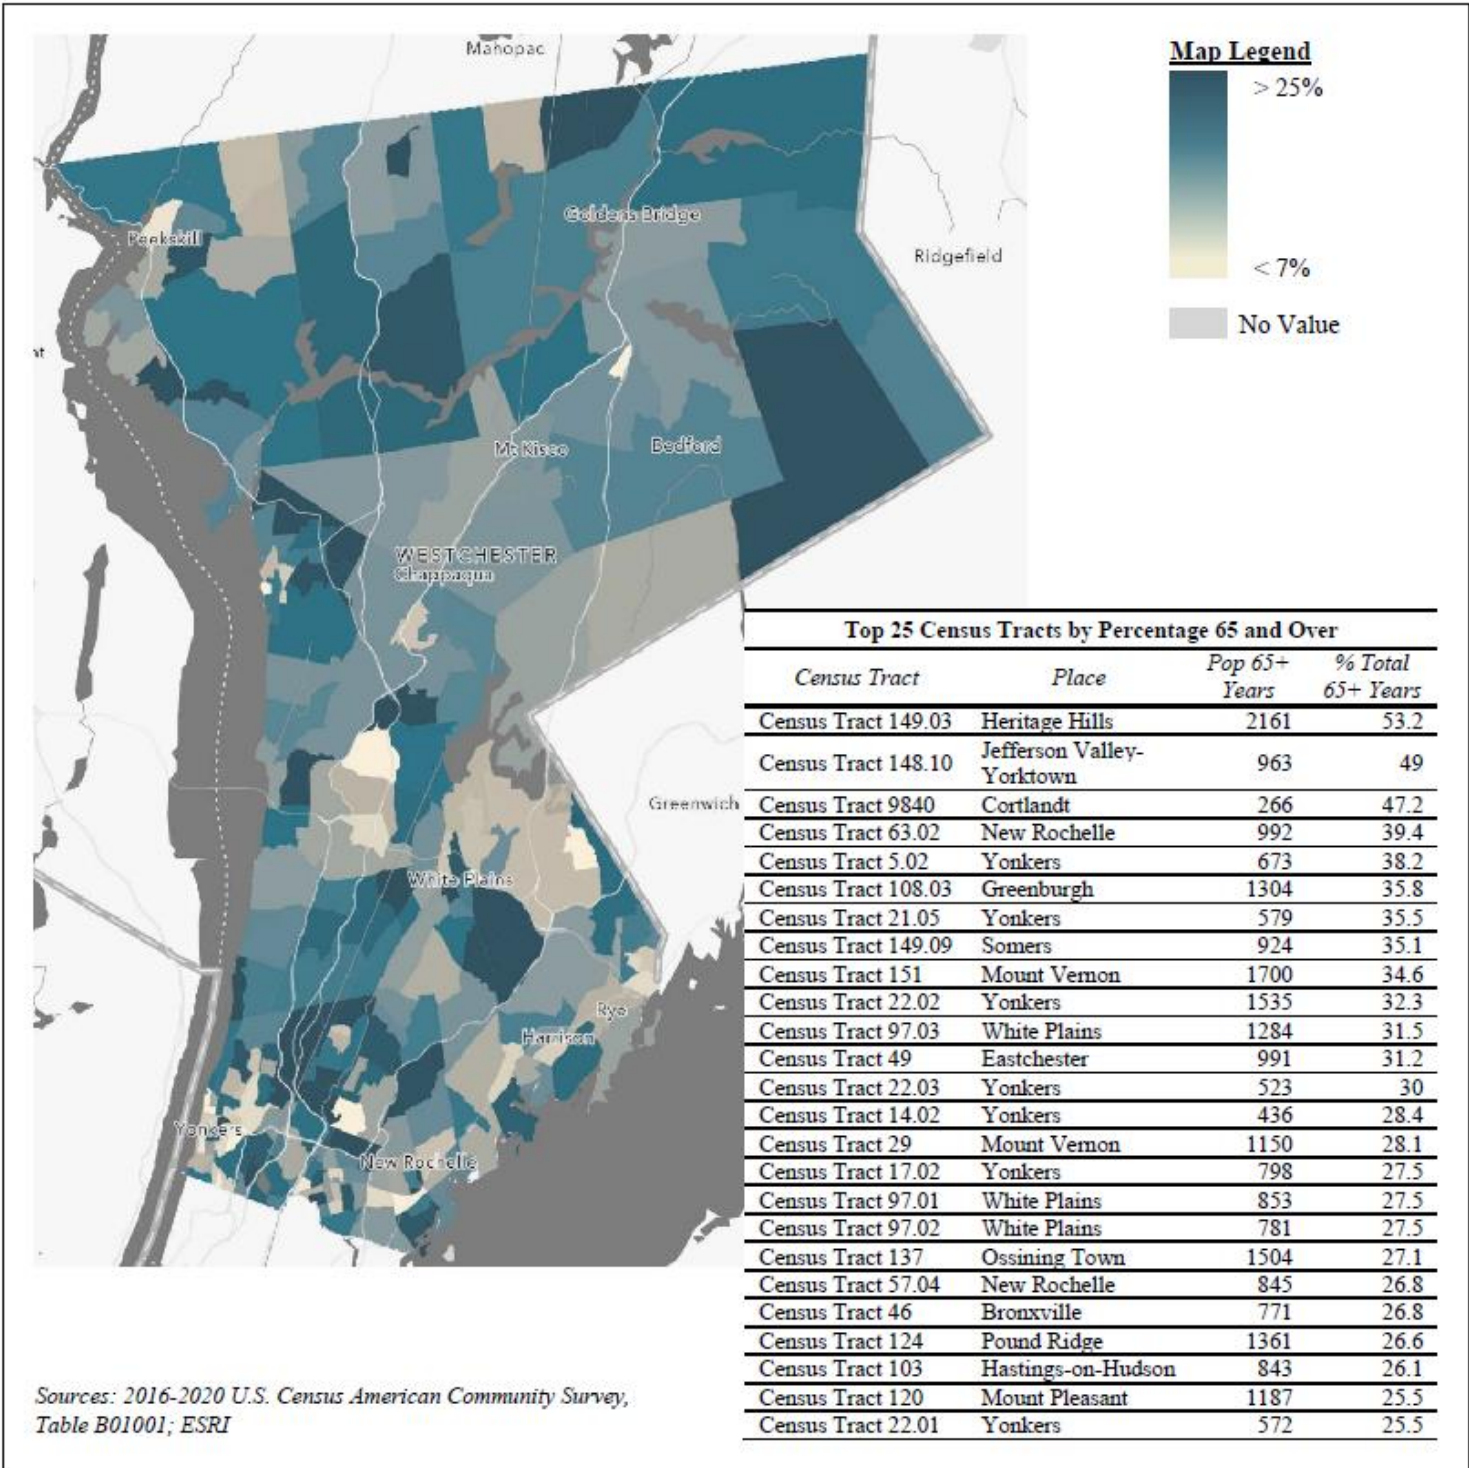 Mahopac
Map Legend
> 25%
< 7%
No Value
Goldens Bridge
Peekskill
Ridgefield
nt
Mt Kisco
Bedford
WESTCHESTER
Chappaqua
Greenwich
White Plains
Rye
Harrison
Yonkers
New Rochelle
Top 25 Census Tracts by Percentage 65 and Over
Census Tract Place Pop 65+ Years % Total 65+ Years
Census Tract 149.03 Heritage Hills 2161 53.2
Census Tract 148.10 Jefferson Valley-Yorktown 963 49
Census Tract 9840 Cortlandt 266 47.2
Census Tract 63.02 New Rochelle 992 39.4
Census Tract 5.02 Yonkers 673 38.2
Census Tract 108.03 Greenburgh 1304 35.8
Census Tract 21.05 Yonkers 579 35.5
Census Tract 149.09 Somers 924 35.1
Census Tract 151 Mount Vernon 1700 34.6
Census Tract 22.02 Yonkers 1535 32.3
Census Tract 97.03 White Plains 1284 31.5
Census Tract 49 Eastchester 991 31.2
Census Tract 22.03 Yonkers 523 30
Census Tract 14.02 Yonkers 436 28.4
Census Tract 29 Mount Vernon 1150 28.1
Census Tract 17.02 Yonkers 798 27.5
Census Tract 97.01 White Plains 853 27.5
Census Tract 97.02 White Plains 781 27.5
Census Tract 137 Ossining Town 1504 27.1
Census Tract 57.04 New Rochelle 845 26.8
Census Tract 46 Bronxville 771 26.8
Census Tract 124 Pound Ridge 1361 26.6
Census Tract 103 Hastings-on-Hudson 843 26.1
Census Tract 120 Mount Pleasant 1187 25.5
Census Tract 22.01 Yonkers 572 25.5
Sources: 2016-2020 U.S. Census American Community Survey,
Table B01001; ESRI